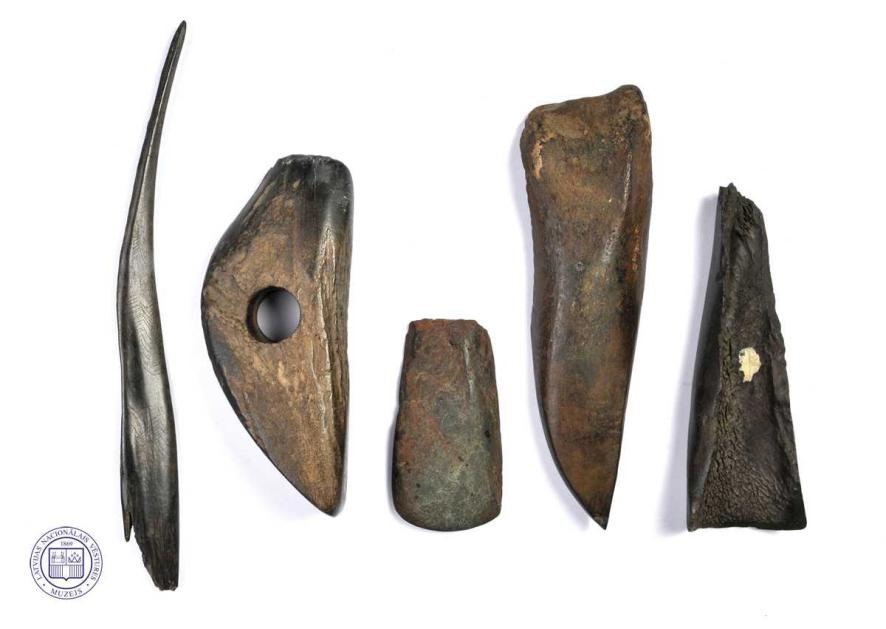 LATVIJAS NACIONĀLAIS VĒSTURES
MUZEJS
1869